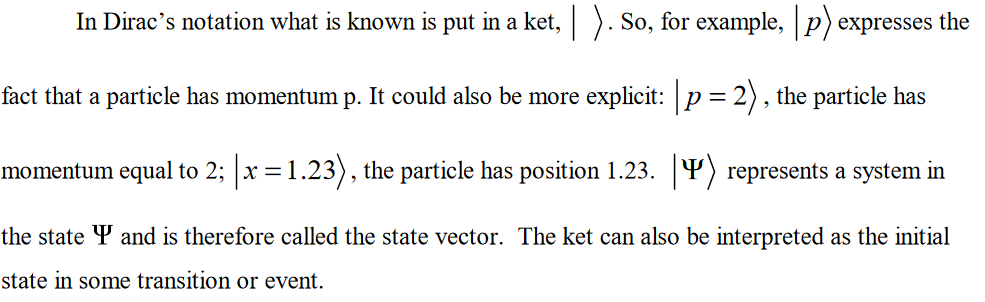 In Dirac’s notation what is known is put in a ket, | ⟩. So, for example, |p⟩ expresses the
fact that a particle has momentum p. It could also be more explicit: |p = 2⟩, the particle has
momentum equal to 2; |x = 1.23⟩, the particle has position 1.23. |Ψ⟩ represents a system in
the state Ψ and is therefore called the state vector. The ket can also be interpreted as the initial
state in some transition or event.